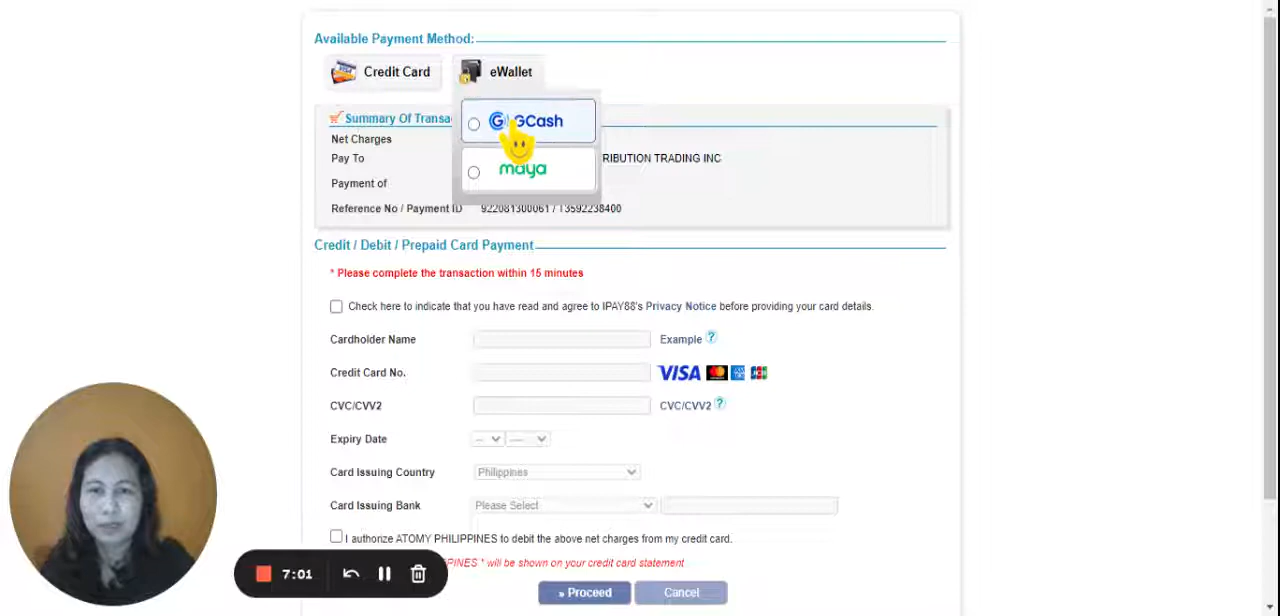 Available Payment Method:
Credit Card
eWallet
GCash
maya
Summary Of
Net Charges
Pay To
TRADING INC
Payment of
Reference No / Payment ID
922081300061 / 13592238400
Credit / Debit / Prepaid Card Payment
* Please complete the transaction within 15 minutes
Check here to indicate that you have read and agree to IPAY88's Privacy Notice before providing your card details.
Cardholder Name
Example ?
Credit Card No.
VISA
CVC/CVV2
CVC/CVV2 ?
Expiry Date
-- ----
Card Issuing Country
Philippines
Card Issuing Bank
Please Select
I authorize ATOMY PHILIPPINES to debit the above net charges from my credit card.
* will be shown on your credit card statement
7:01
» Proceed
Cancel